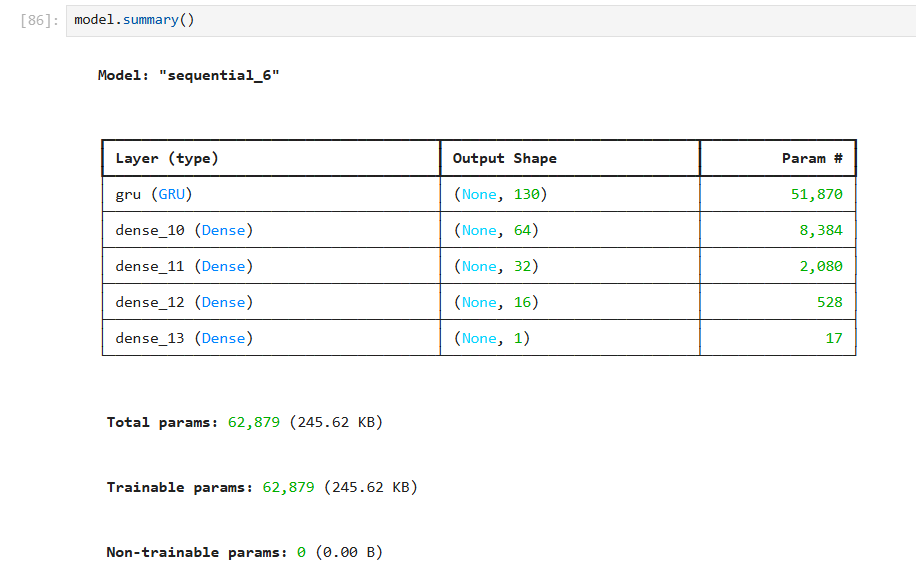 [86]: model.summary()
Model: "sequential_6"
Layer (type) Output Shape Param #
gru (GRU) (None, 130) 51,870
dense_10 (Dense) (None, 64) 8,384
dense_11 (Dense) (None, 32) 2,080
dense_12 (Dense) (None, 16) 528
dense_13 (Dense) (None, 1) 17
Total params: 62,879 (245.62 KB)
Trainable params: 62,879 (245.62 KB)
Non-trainable params: 0 (0.00 B)